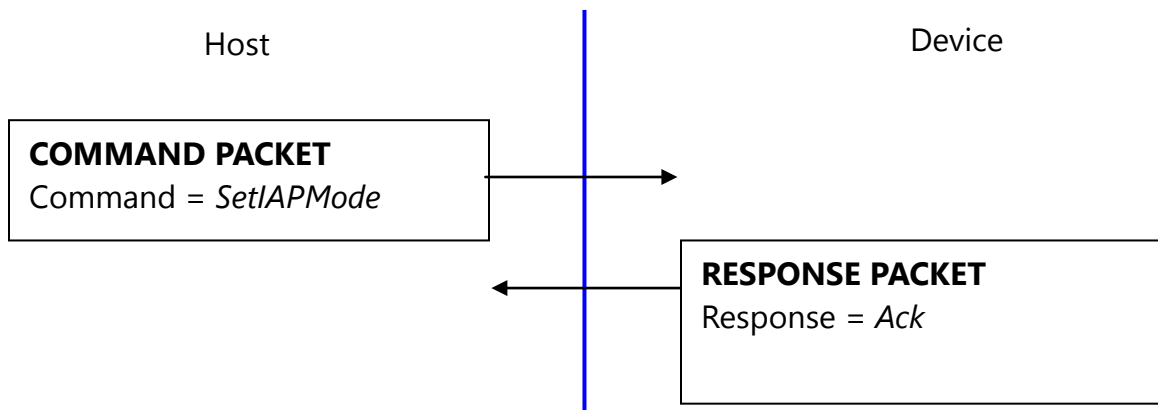 Host
Device
COMMAND PACKET
Command = SetIAPMode
RESPONSE PACKET
Response = Ack